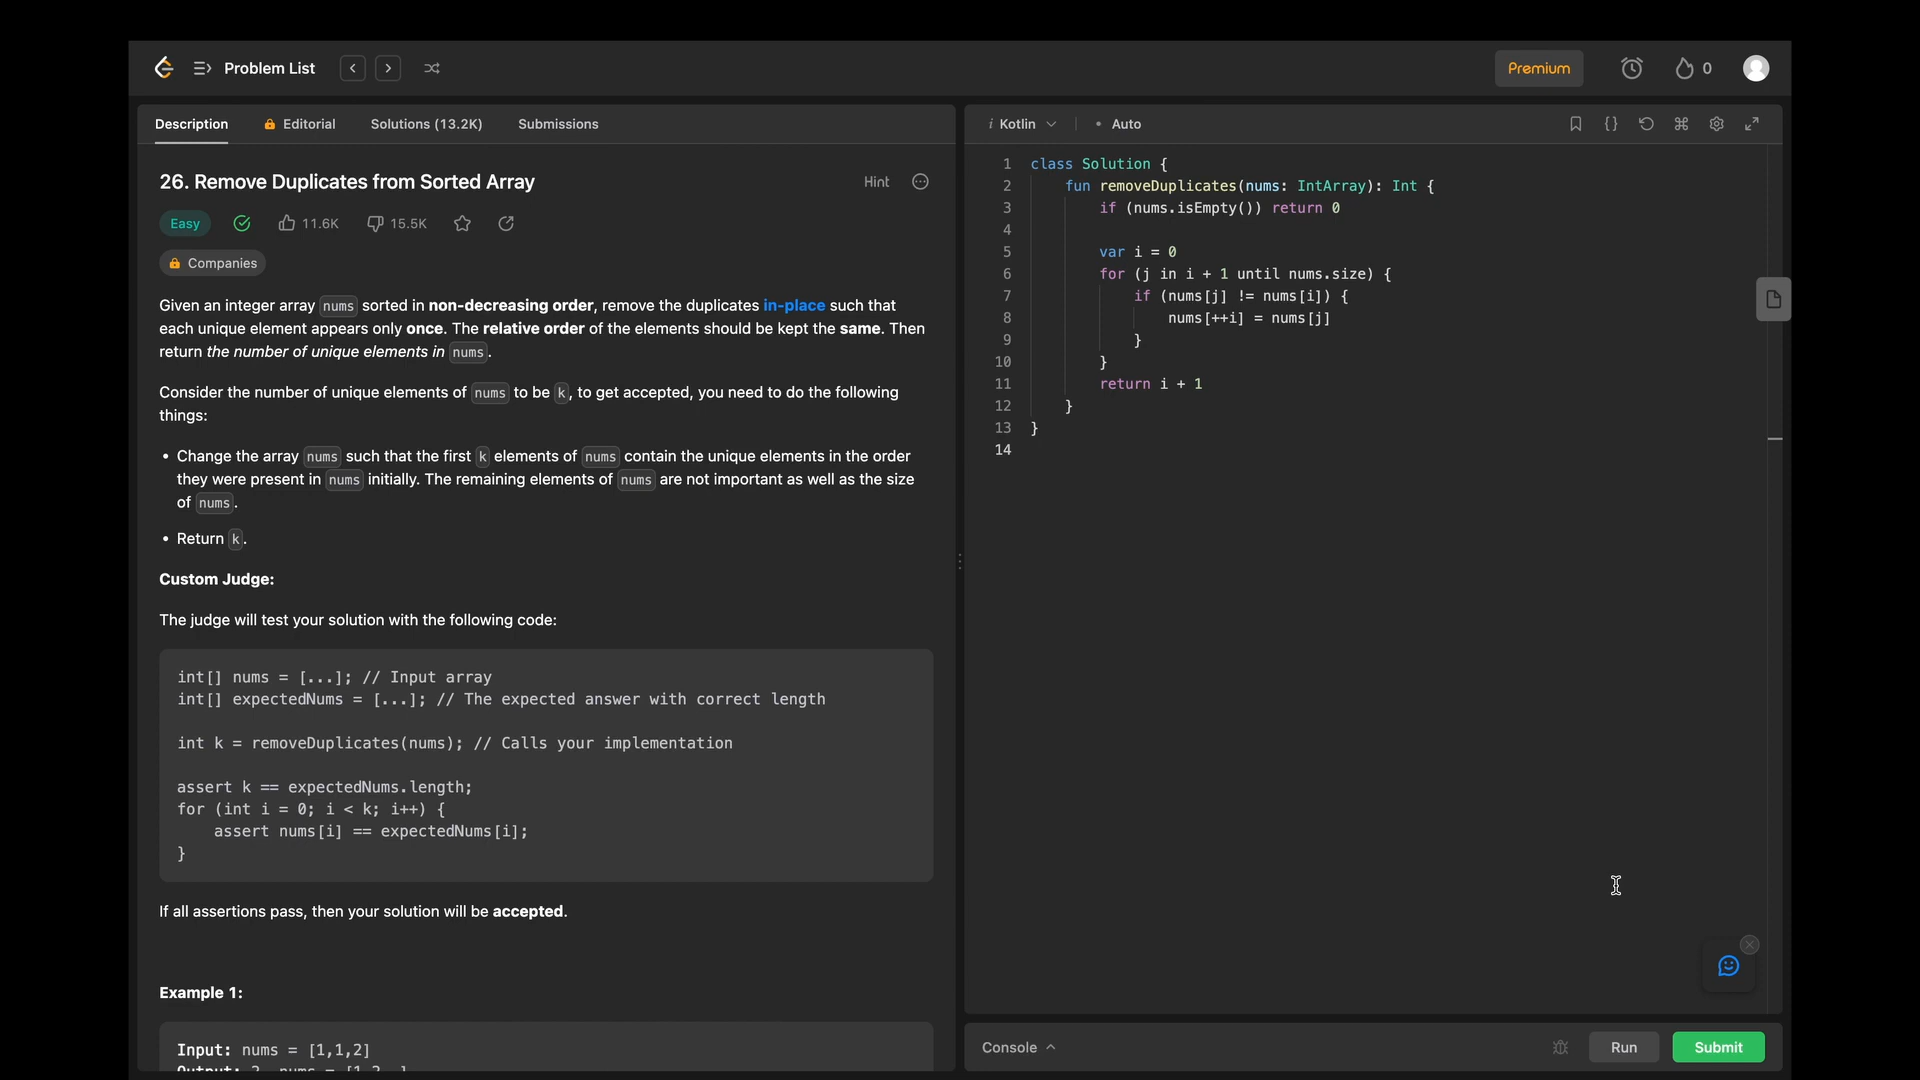 Problem List
Premium
0
Description
Editorial
Solutions (13.2K)
Submissions
26. Remove Duplicates from Sorted Array
Hint
Easy
11.6K
15.5K
Companies
Given an integer array nums sorted in non-decreasing order, remove the duplicates in-place such that
each unique element appears only once. The relative order of the elements should be kept the same. Then
return the number of unique elements in nums.
Consider the number of unique elements of nums to be k, to get accepted, you need to do the following
things:
• Change the array nums such that the first k elements of nums contain the unique elements in the order
they were present in nums initially. The remaining elements of nums are not important as well as the size
of nums.
• Return k.
Custom Judge:
The judge will test your solution with the following code:
int[] nums = [...]; // Input array
int[] expectedNums = [...]; // The expected answer with correct length
int k = removeDuplicates(nums); // Calls your implementation
assert k == expectedNums.length;
for (int i = 0; i < k; i++) {
    assert nums[i] == expectedNums[i];
}
If all assertions pass, then your solution will be accepted.
Example 1:
Input: nums = [1,1,2]
i Kotlin
• Auto
1 class Solution {
2     fun removeDuplicates(nums: IntArray): Int {
3         if (nums.isEmpty()) return 0
4
5         var i = 0
6         for (j in i + 1 until nums.size) {
7             if (nums[j] != nums[i]) {
8                 nums[++i] = nums[j]
9             }
10         }
11         return i + 1
12     }
13 }
14
Console
Run
Submit